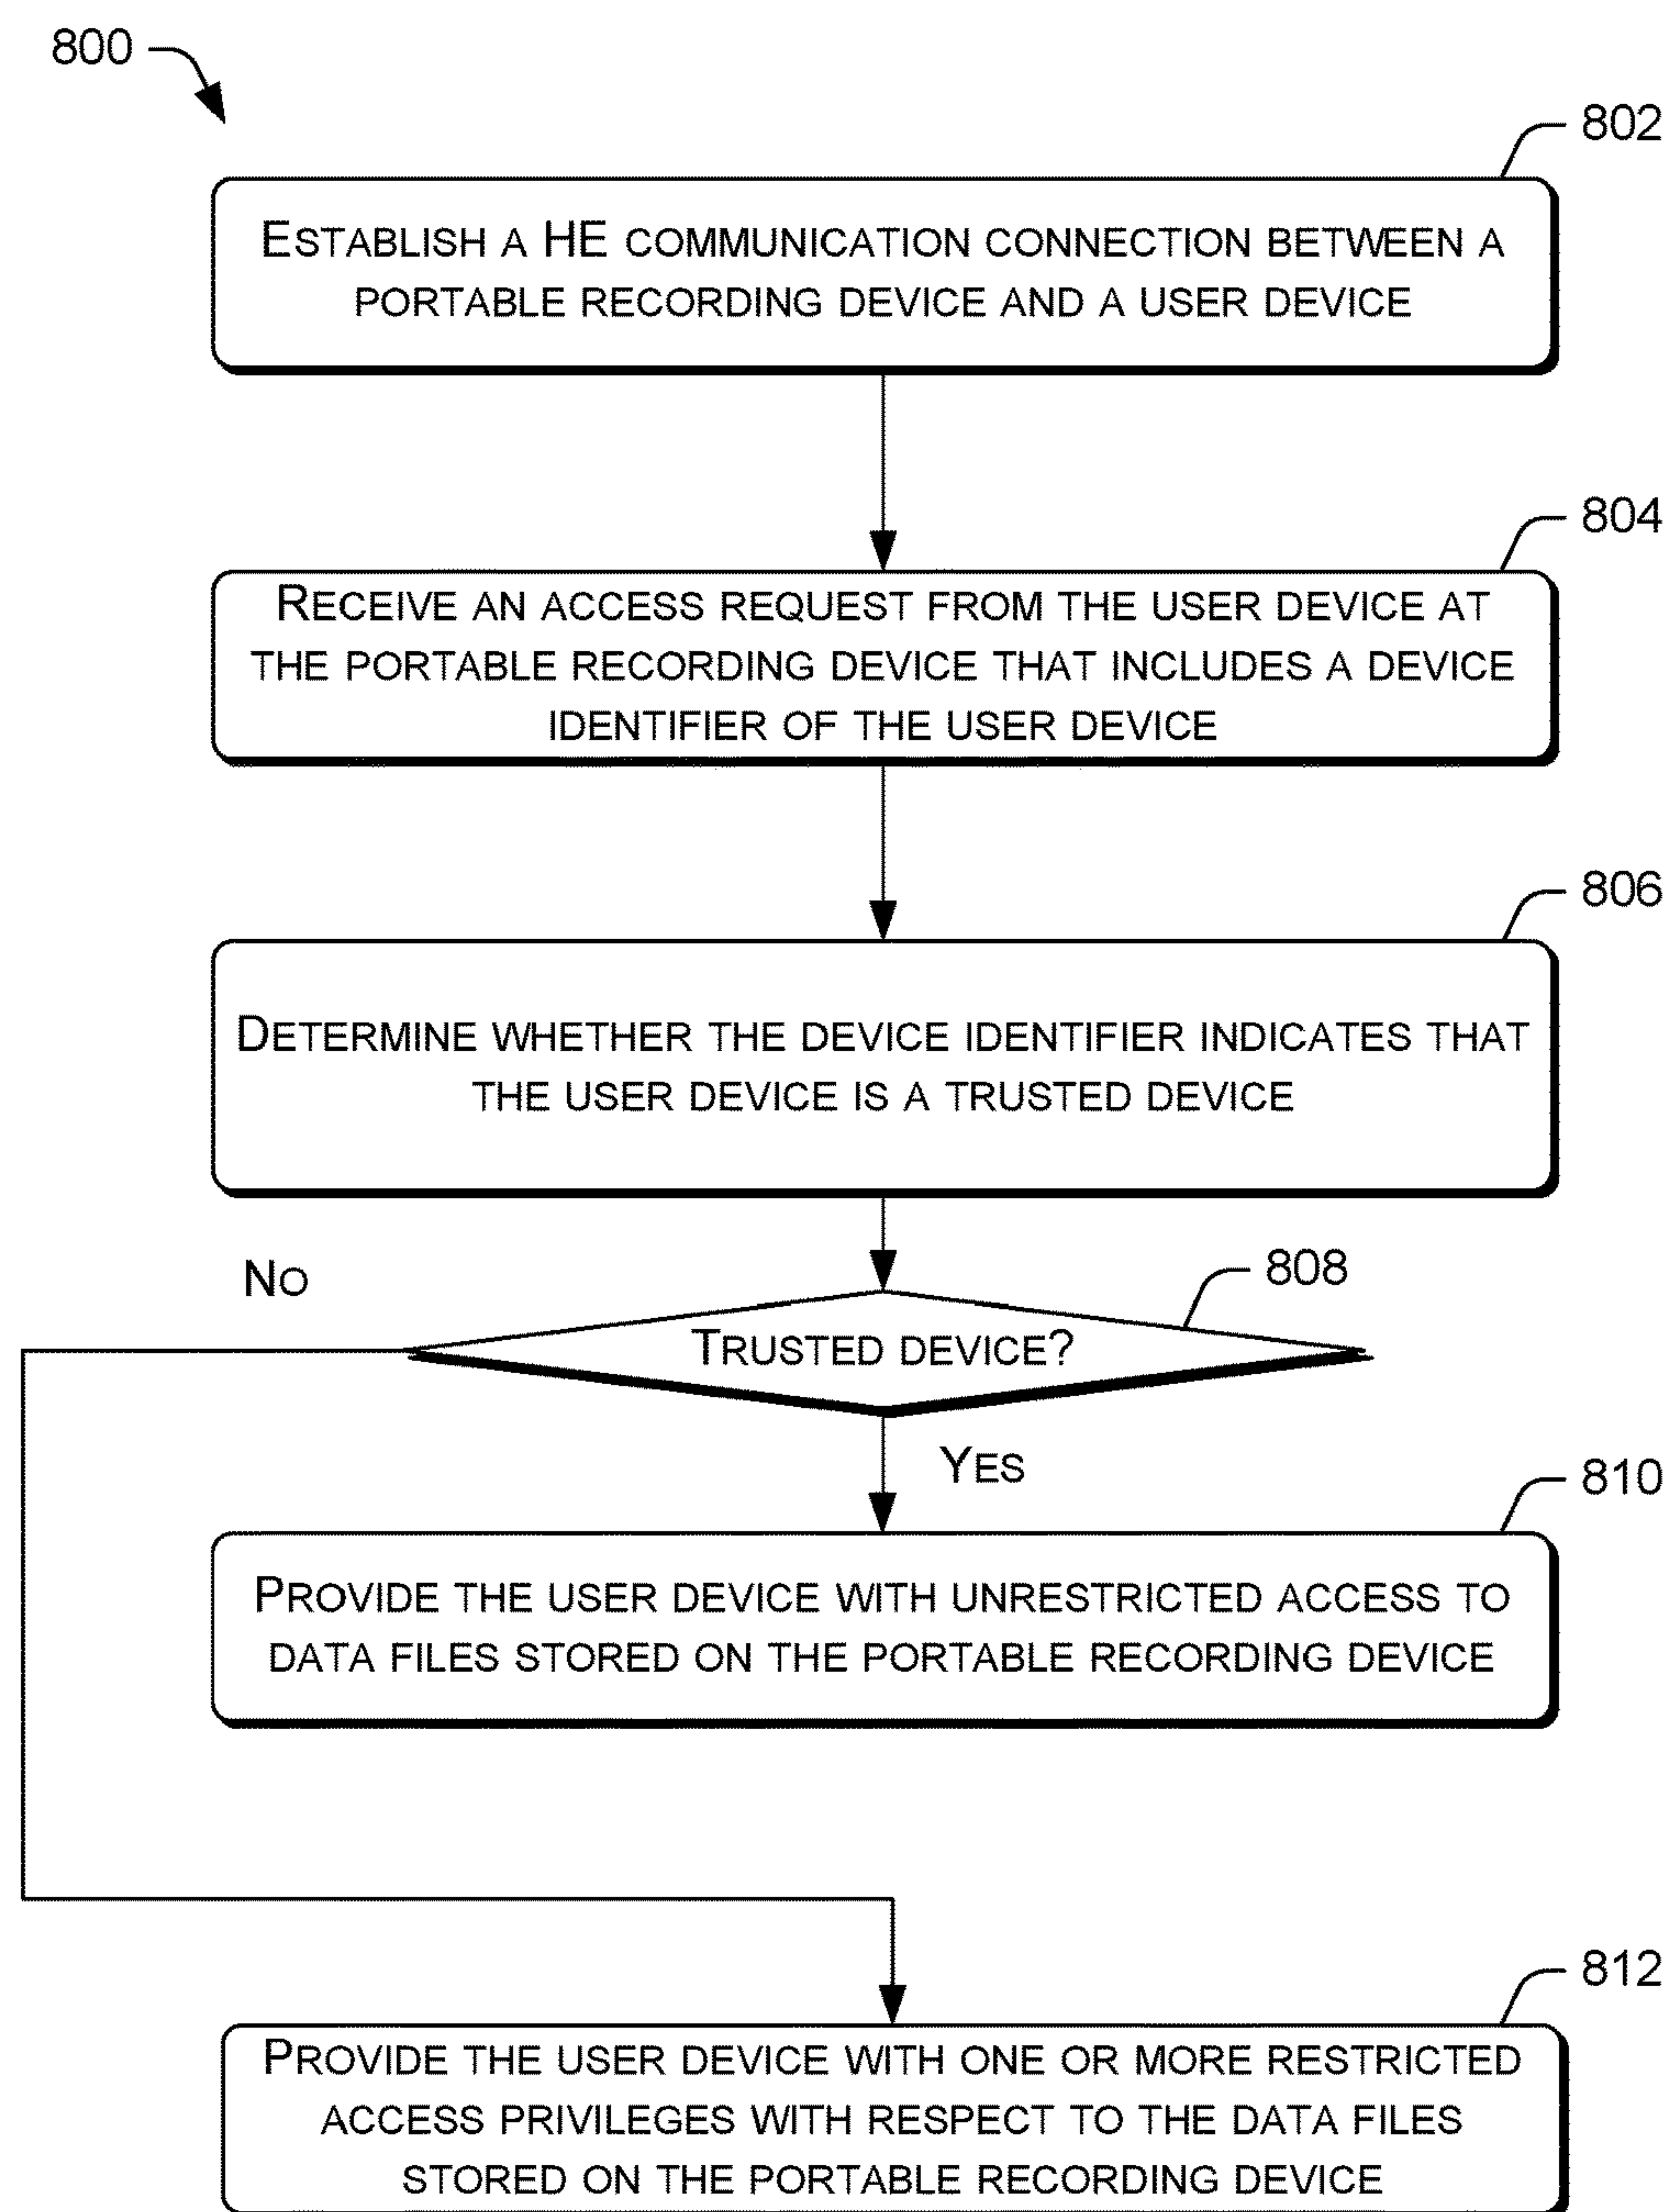 800
802
ESTABLISH A HE COMMUNICATION CONNECTION BETWEEN A
PORTABLE RECORDING DEVICE AND A USER DEVICE
804
RECEIVE AN ACCESS REQUEST FROM THE USER DEVICE AT
THE PORTABLE RECORDING DEVICE THAT INCLUDES A DEVICE
IDENTIFIER OF THE USER DEVICE
806
DETERMINE WHETHER THE DEVICE IDENTIFIER INDICATES THAT
THE USER DEVICE IS A TRUSTED DEVICE
NO
808
TRUSTED DEVICE?
YES
810
PROVIDE THE USER DEVICE WITH UNRESTRICTED ACCESS TO
DATA FILES STORED ON THE PORTABLE RECORDING DEVICE
812
PROVIDE THE USER DEVICE WITH ONE OR MORE RESTRICTED
ACCESS PRIVILEGES WITH RESPECT TO THE DATA FILES
STORED ON THE PORTABLE RECORDING DEVICE